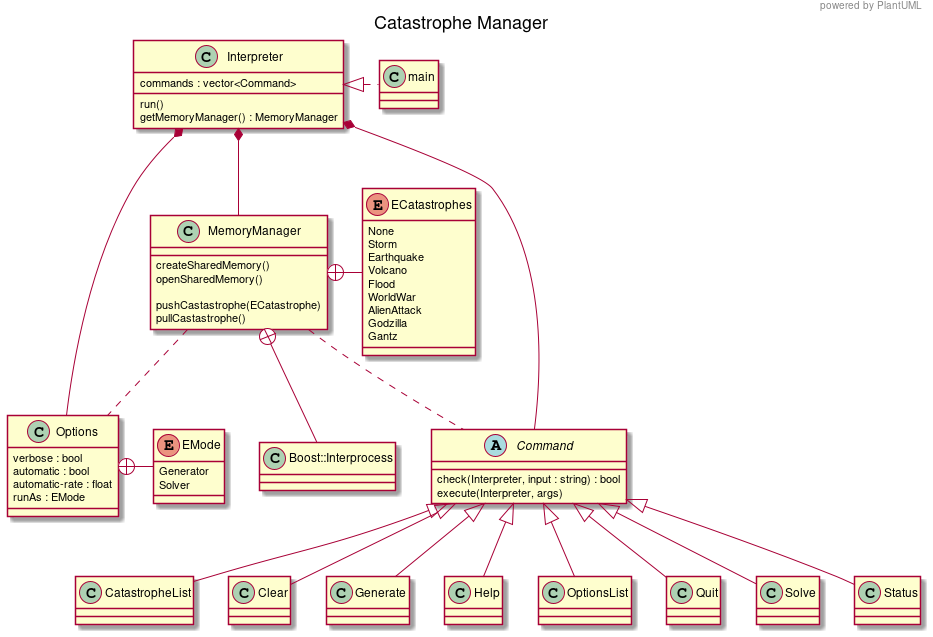 powered by PlantUML
Catastrophe Manager
C Interpreter
commands : vector<Command>
run()
getMemoryManager() : MemoryManager
C main
C MemoryManager
createSharedMemory()
openSharedMemory()
pushCastastrophe(ECatastrophe)
pullCastastrophe()
E ECatastrophes
None
Storm
Earthquake
Volcano
Flood
WorldWar
AlienAttack
Godzilla
Gantz
C Options
verbose : bool
automatic : bool
automatic-rate : float
runAs : EMode
E EMode
Generator
Solver
C Boost::Interprocess
A Command
check(Interpreter, input : string) : bool
execute(Interpreter, args)
C CatastropheList
C Clear
C Generate
C Help
C OptionsList
C Quit
C Solve
C Status